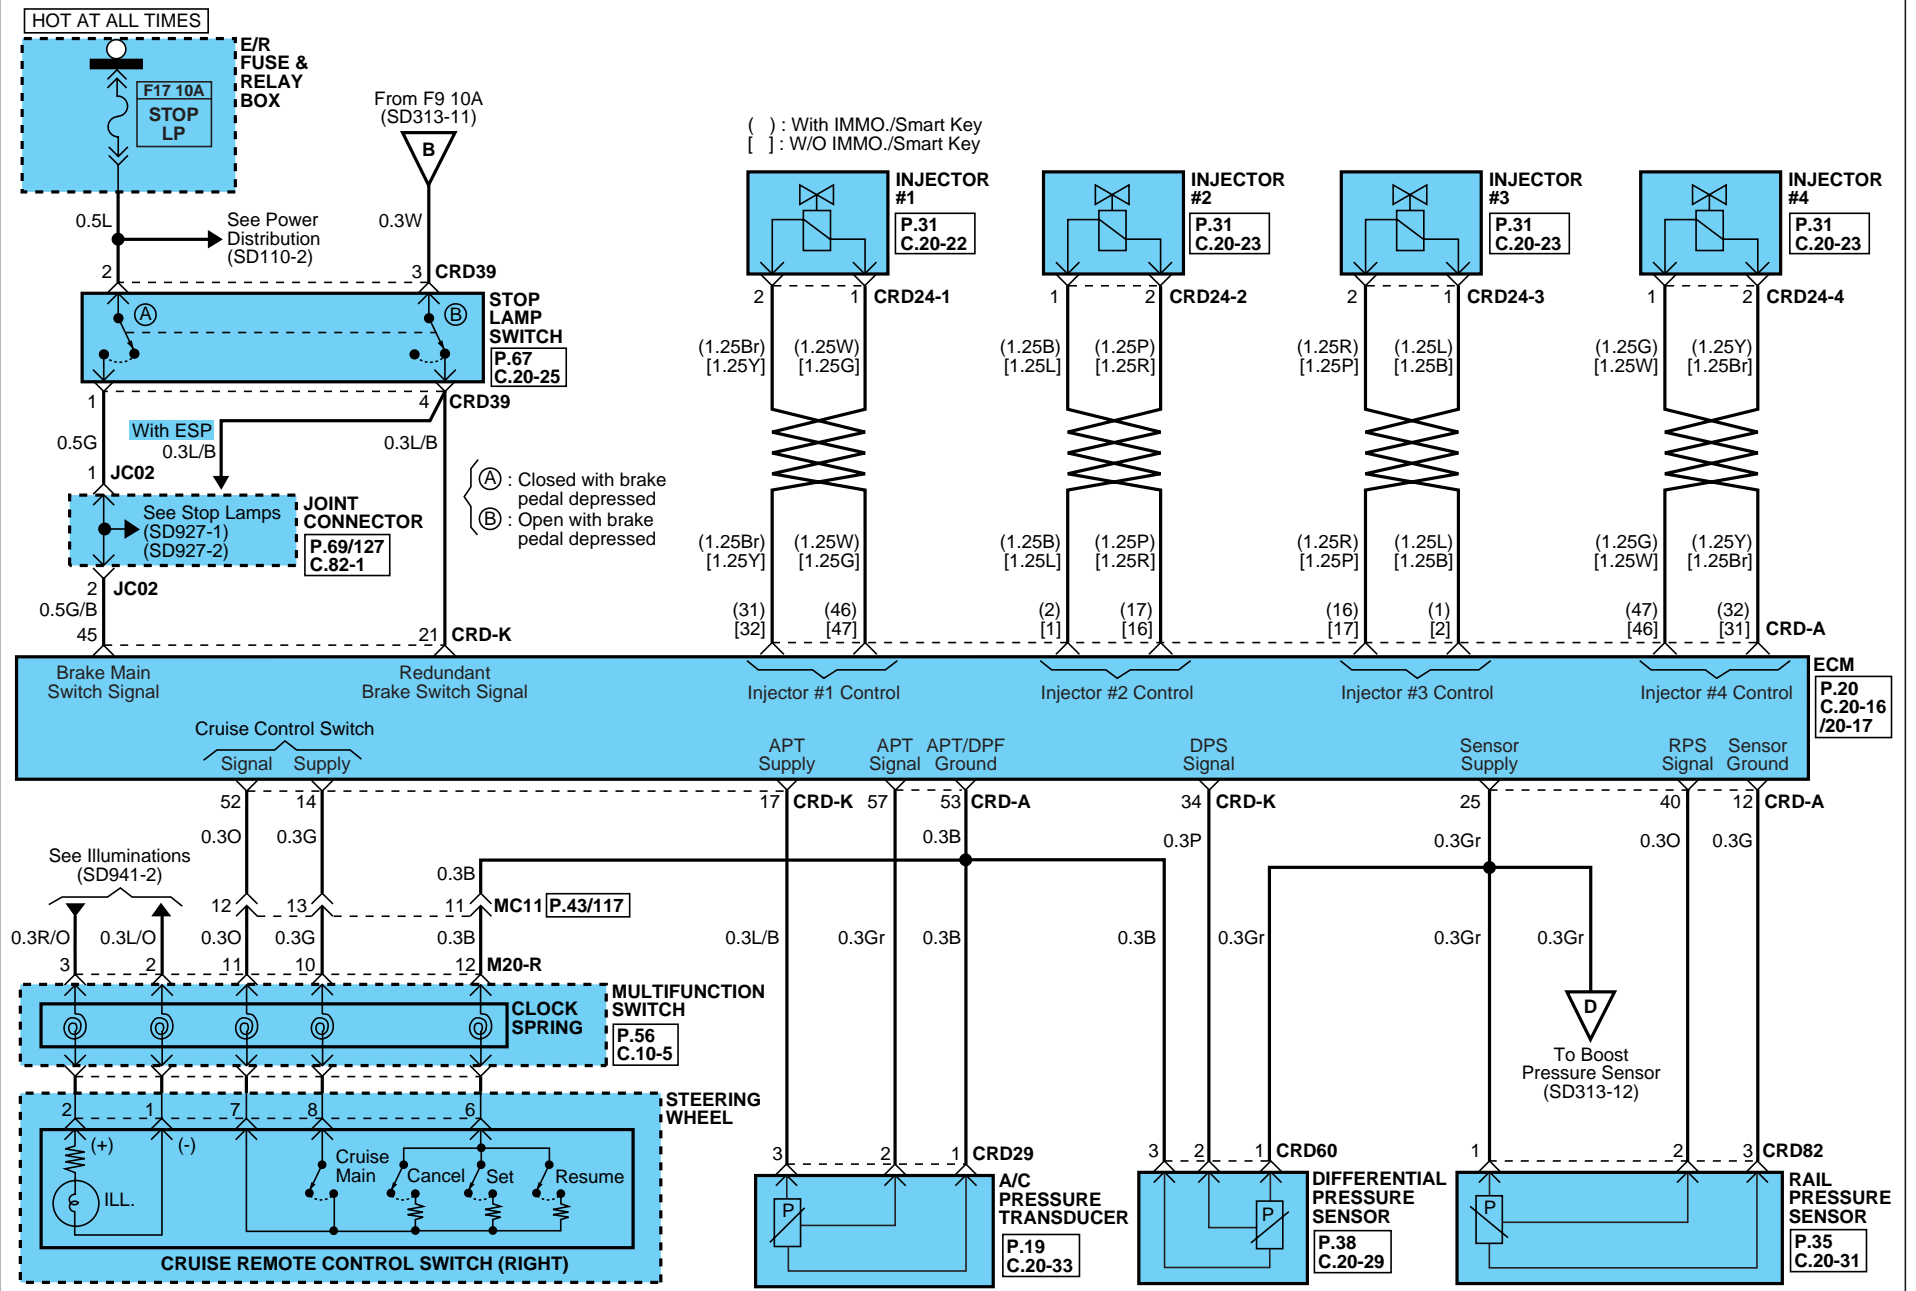 HOT AT ALL TIMES
E/R
FUSE &
RELAY
BOX
F17 10A
STOP
LP
From F9 10A
(SD313-11)
B
( ) : With IMMO./Smart Key
[ ] : W/O IMMO./Smart Key
INJECTOR
#1
P.31
C.20-22
INJECTOR
#2
P.31
C.20-23
INJECTOR
#3
P.31
C.20-23
INJECTOR
#4
P.31
C.20-23
0.5L
See Power
Distribution
(SD110-2)
0.3W
2
3
CRD39
A
B
STOP
LAMP
SWITCH
P.67
C.20-25
2
1
CRD24-1
1
2
CRD24-2
2
1
CRD24-3
1
2
CRD24-4
(1.25Br)
[1.25Y]
(1.25W)
[1.25G]
(1.25B)
[1.25L]
(1.25P)
[1.25R]
(1.25R)
[1.25P]
(1.25L)
[1.25B]
(1.25G)
[1.25W]
(1.25Y)
[1.25Br]
1
4
CRD39
With ESP
0.5G
0.3L/B
0.3L/B
1
JC02
A : Closed with brake
pedal depressed
B : Open with brake
pedal depressed
See Stop Lamps
(SD927-1)
(SD927-2)
JOINT
CONNECTOR
P.69/127
C.82-1
(1.25Br)
[1.25Y]
(1.25W)
[1.25G]
(1.25B)
[1.25L]
(1.25P)
[1.25R]
(1.25R)
[1.25P]
(1.25L)
[1.25B]
(1.25G)
[1.25W]
(1.25Y)
[1.25Br]
2
JC02
0.5G/B
45
21
CRD-K
(31)
[32]
(46)
[47]
(2)
[1]
(17)
[16]
(16)
[17]
(1)
[2]
(47)
[46]
(32)
[31]
CRD-A
Brake Main
Switch Signal
Redundant
Brake Switch Signal
Injector #1 Control
Injector #2 Control
Injector #3 Control
Injector #4 Control
ECM
P.20
C.20-16
/20-17
Cruise Control Switch
Signal
Supply
APT
Supply
APT
Signal
APT/DPF
Ground
DPS
Signal
Sensor
Supply
RPS
Signal
Sensor
Ground
52
14
17
CRD-K
57
53
CRD-A
34
CRD-K
25
40
12
CRD-A
0.3O
0.3G
0.3B
0.3P
0.3Gr
0.3O
0.3G
See Illuminations
(SD941-2)
0.3B
12
13
11
MC11
P.43/117
0.3R/O
0.3L/O
0.3O
0.3G
0.3B
0.3L/B
0.3Gr
0.3B
0.3B
0.3Gr
0.3Gr
0.3Gr
3
2
11
10
12
M20-R
CLOCK
SPRING
MULTIFUNCTION
SWITCH
P.56
C.10-5
D
To Boost
Pressure Sensor
(SD313-12)
STEERING
WHEEL
2
1
7
8
6
(+)
(-)
ILL.
Cruise
Main
Cancel
Set
Resume
CRUISE REMOTE CONTROL SWITCH (RIGHT)
3
2
1
CRD29
P
A/C
PRESSURE
TRANSDUCER
P.19
C.20-33
3
2
1
CRD60
P
DIFFERENTIAL
PRESSURE
SENSOR
P.38
C.20-29
1
2
3
CRD82
P
RAIL
PRESSURE
SENSOR
P.35
C.20-31